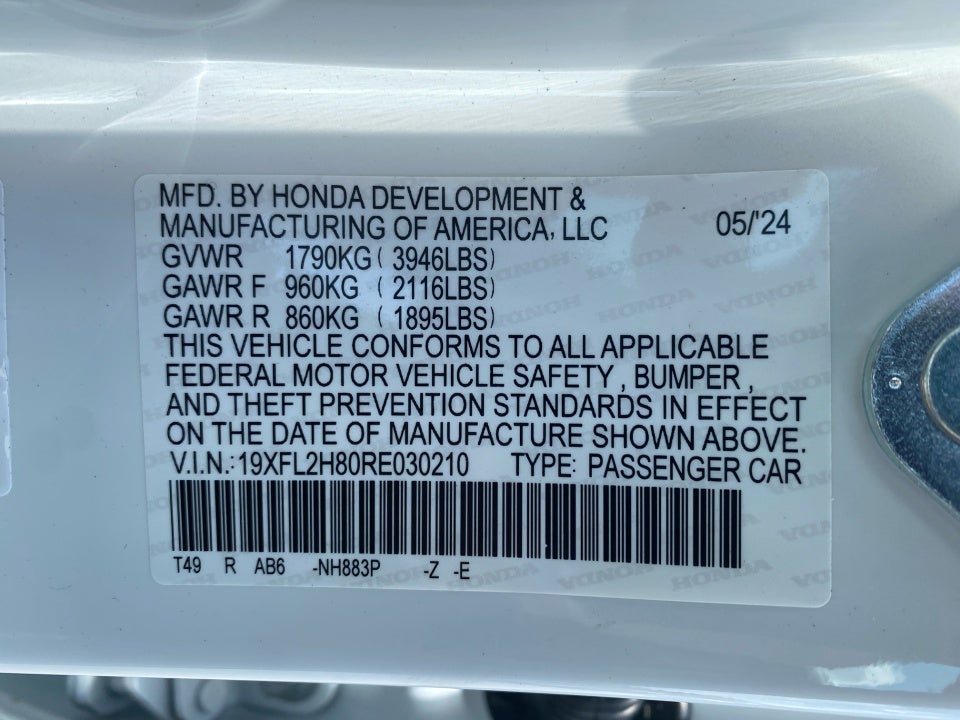 MFD. BY HONDA DEVELOPMENT &
MANUFACTURING OF AMERICA, LLC 05/'24
GVWR 1790KG ( 3946LBS)
GAWR F 960KG ( 2116LBS)
GAWR R 860KG ( 1895LBS)
THIS VEHICLE CONFORMS TO ALL APPLICABLE
FEDERAL MOTOR VEHICLE SAFETY , BUMPER ,
AND THEFT PREVENTION STANDARDS IN EFFECT
ON THE DATE OF MANUFACTURE SHOWN ABOVE.
V.I.N.:19XFL2H80RE030210 TYPE: PASSENGER CAR
T49 R AB6 -NH883P -Z -E